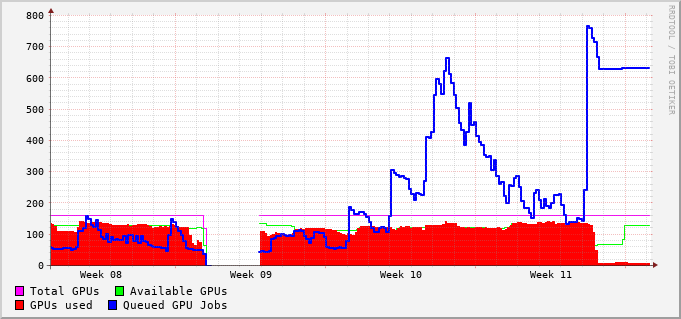 800
700
600
500
400
300
200
100
0
Week 08 Week 09 Week 10 Week 11
Total GPUs Available GPUs
GPUs used Queued GPU Jobs
RRDTOOL / TOBI OETIKER